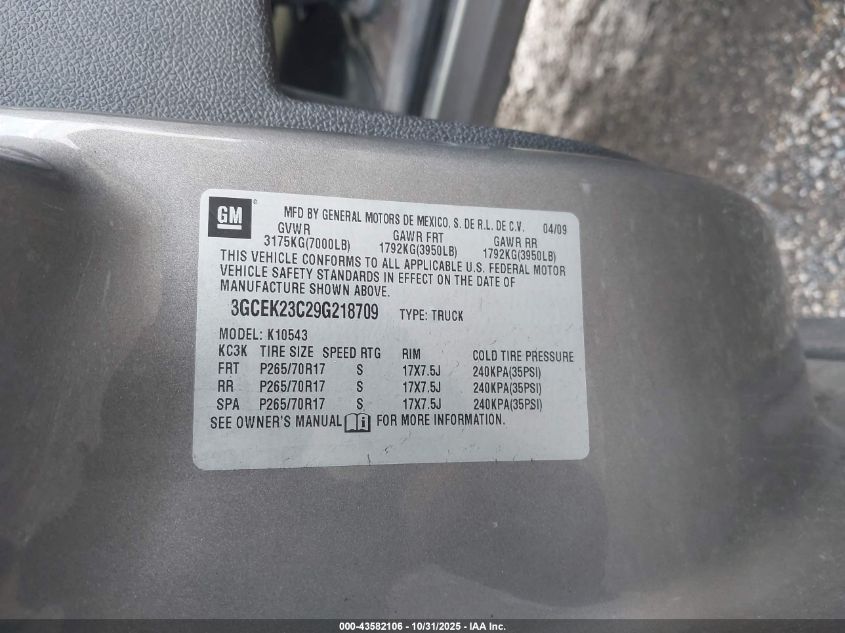 GM ©
MFD BY GENERAL MOTORS DE MEXICO, S. DE R.L. DE C.V. 04/09
GVWR GAWR FRT GAWR RR
3175KG(7000LB) 1792KG(3950LB) 1792KG(3950LB)
THIS VEHICLE CONFORMS TO ALL APPLICABLE U.S. FEDERAL MOTOR
VEHICLE SAFETY STANDARDS IN EFFECT ON THE DATE OF
MANUFACTURE SHOWN ABOVE.
3GCEK23C29G218709 TYPE: TRUCK
MODEL: K10543
KC3K TIRE SIZE SPEED RTG RIM COLD TIRE PRESSURE
FRT P265/70R17 S 17X7.5J 240KPA(35PSI)
RR P265/70R17 S 17X7.5J 240KPA(35PSI)
SPA P265/70R17 S 17X7.5J 240KPA(35PSI)
SEE OWNER'S MANUAL i FOR MORE INFORMATION.
000-43582106 - 10/31/2025 - IAA Inc.